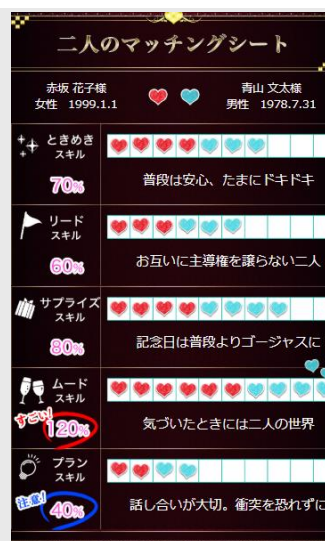 二人のマッチングシート
赤坂 花子様
女性 1999.1.1
青山 文太様
男性 1978.7.31
ときめき
スキル
70%
普段は安心、たまにドキドキ
リード
スキル
60%
お互いに主導権を譲らない二人
サプライズ
スキル
80%
記念日は普段よりゴージャスに
ムード
スキル
すごい!
120%
気づいたときには二人の世界
プラン
スキル
注意!
40%
話し合いが大切。衝突を恐れずに